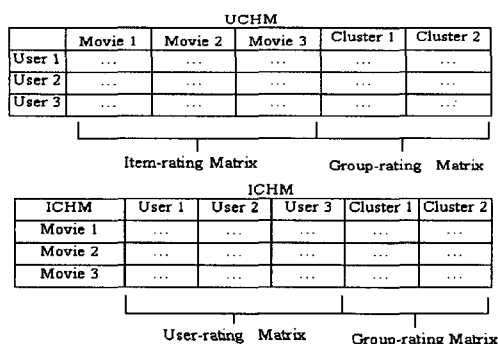 UCHM
Movie 1 Movie 2 Movie 3 Cluster 1 Cluster 2
User 1 ... ... ... ... ...
User 2 ... ... ... ... ...
User 3 ... ... ... ... ...
Item-rating Matrix Group-rating Matrix
ICHM
ICHM User 1 User 2 User 3 Cluster 1 Cluster 2
Movie 1 ... ... ... ... ...
Movie 2 ... ... ... ... ...
Movie 3 ... ... ... ... ...
User-rating Matrix Group-rating Matrix